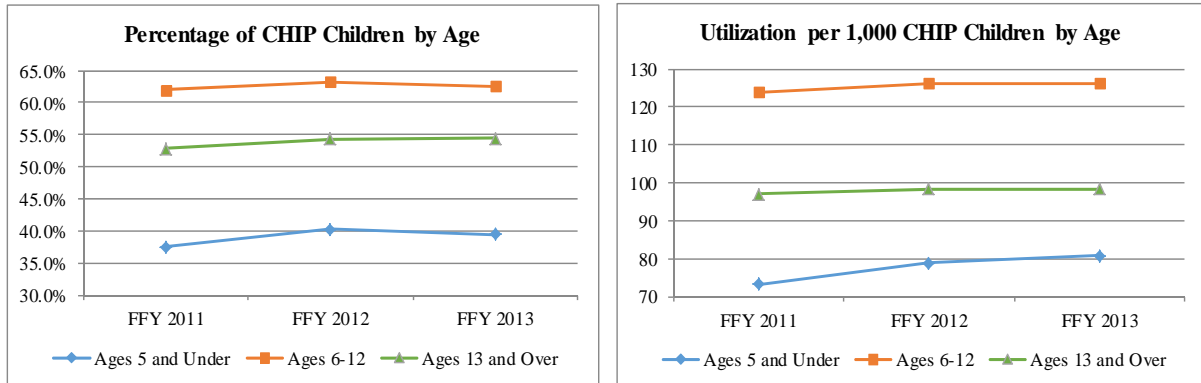 Percentage of CHIP Children by Age
65.0%
60.0%
55.0%
50.0%
45.0%
40.0%
35.0%
30.0%
FFY 2011 FFY 2012 FFY 2013
Ages 5 and Under Ages 6-12 Ages 13 and Over
Utilization per 1,000 CHIP Children by Age
130
120
110
100
90
80
70
FFY 2011 FFY 2012 FFY 2013
Ages 5 and Under Ages 6-12 Ages 13 and Over